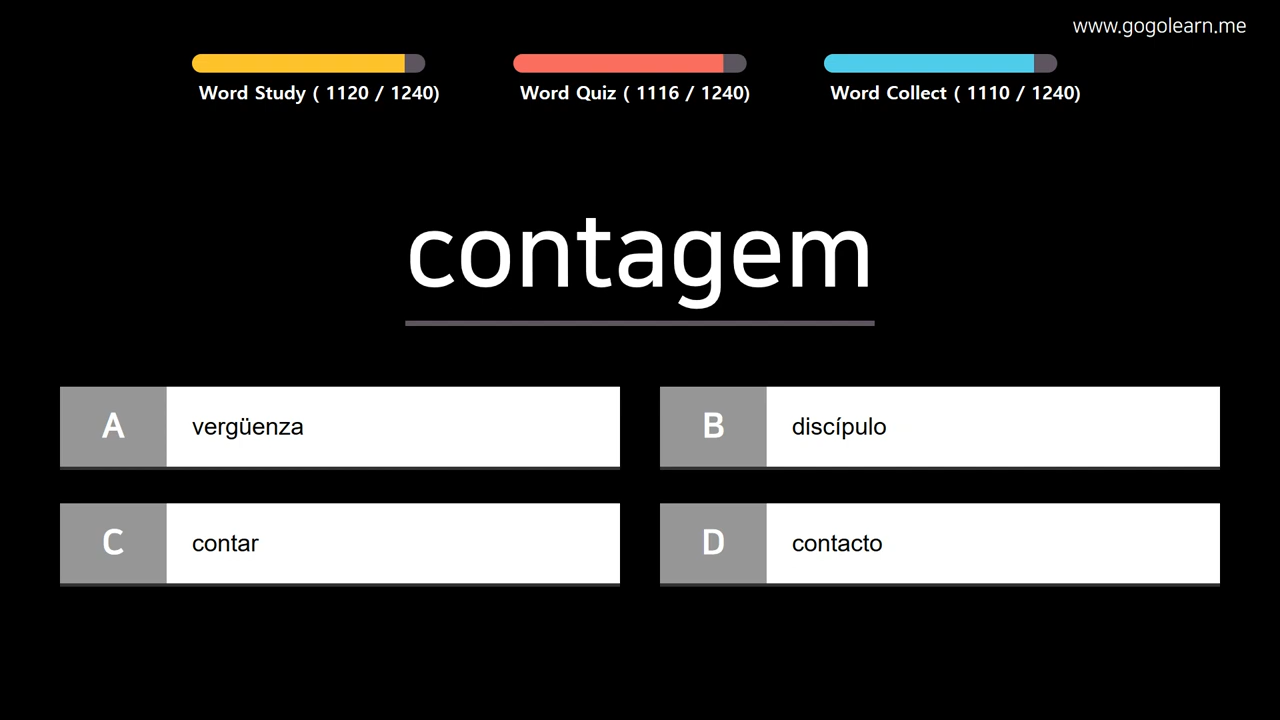 www.gogolearn.me
Word Study ( 1120 / 1240)
Word Quiz ( 1116 / 1240)
Word Collect ( 1110 / 1240)
contagem
A vergüenza
B discípulo
C contar
D contacto